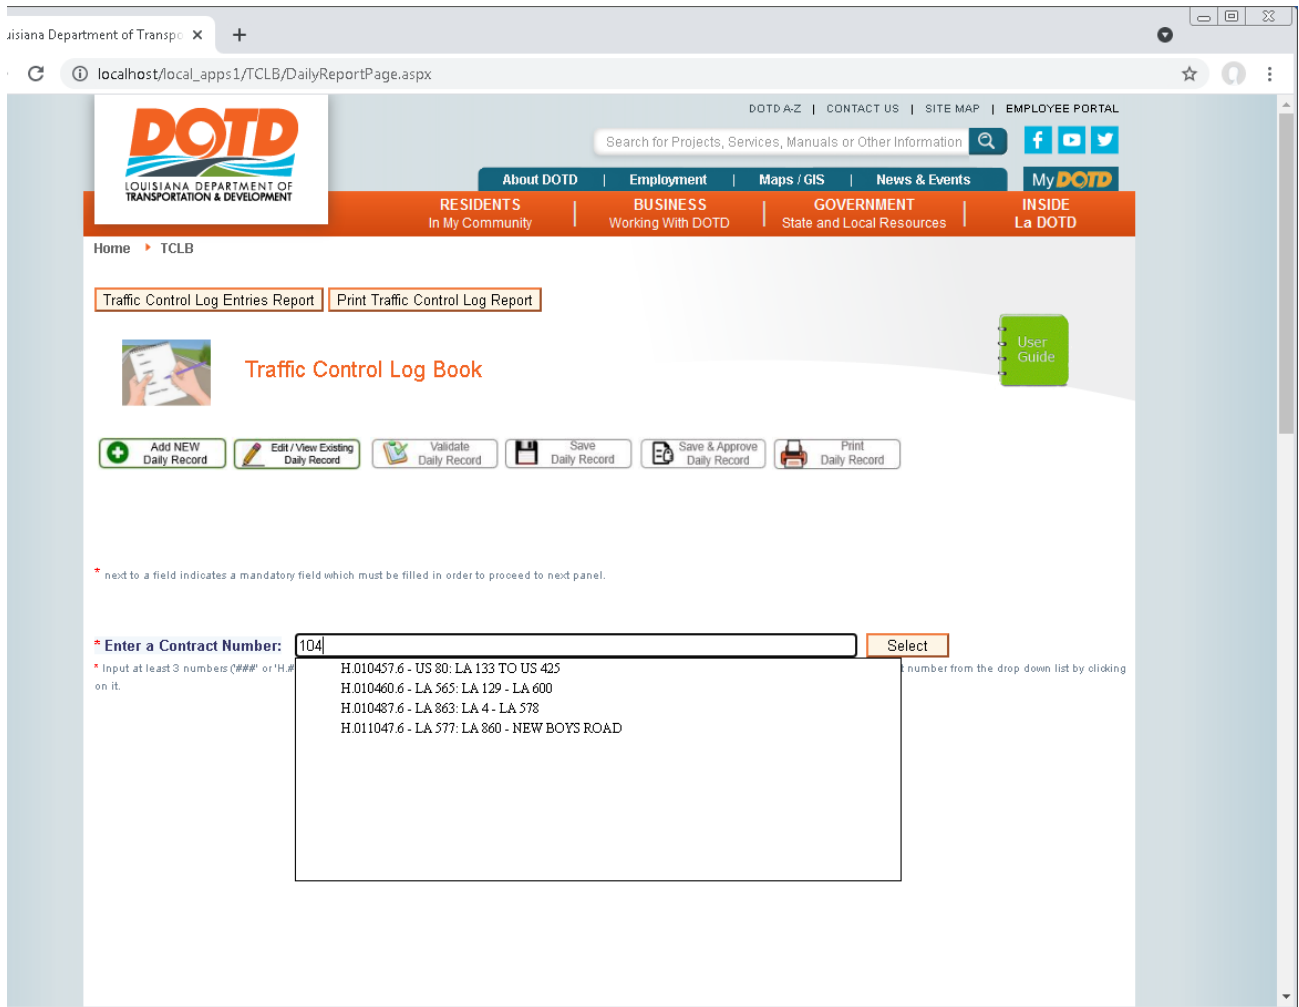 uisiana Department of Transpo
localhost/local_apps1/TCLB/DailyReportPage.aspx
DOTD A-Z | CONTACT US | SITE MAP | EMPLOYEE PORTAL
DOTD
LOUISIANA DEPARTMENT OF
TRANSPORTATION & DEVELOPMENT
Search for Projects, Services, Manuals or Other Information
About DOTD | Employment | Maps / GIS | News & Events
My DOTD
RESIDENTS
In My Community
BUSINESS
Working With DOTD
GOVERNMENT
State and Local Resources
INSIDE
La DOTD
Home TCLB
Traffic Control Log Entries Report Print Traffic Control Log Report
User
Guide
Traffic Control Log Book
Add NEW
Daily Record
Edit / View Existing
Daily Record
Validate
Daily Record
Save
Daily Record
Save & Approve
Daily Record
Print
Daily Record
* next to a field indicates a mandatory field which must be filled in order to proceed to next panel.
* Enter a Contract Number: 104 Select
* Input at least 3 numbers ('###' or 'H.# t number from the drop down list by clicking
on it.
H.010457.6 - US 80: LA 133 TO US 425
H.010460.6 - LA 565: LA 129 - LA 600
H.010487.6 - LA 863: LA 4 - LA 578
H.011047.6 - LA 577: LA 860 - NEW BOYS ROAD